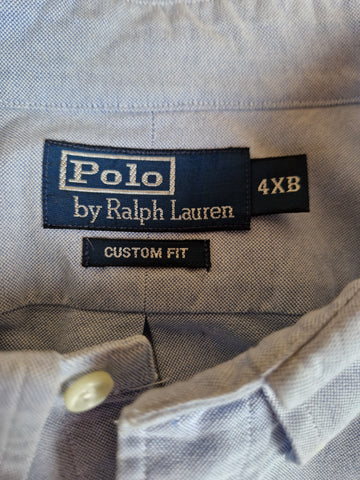 Polo
by Ralph Lauren
4XB
CUSTOM FIT